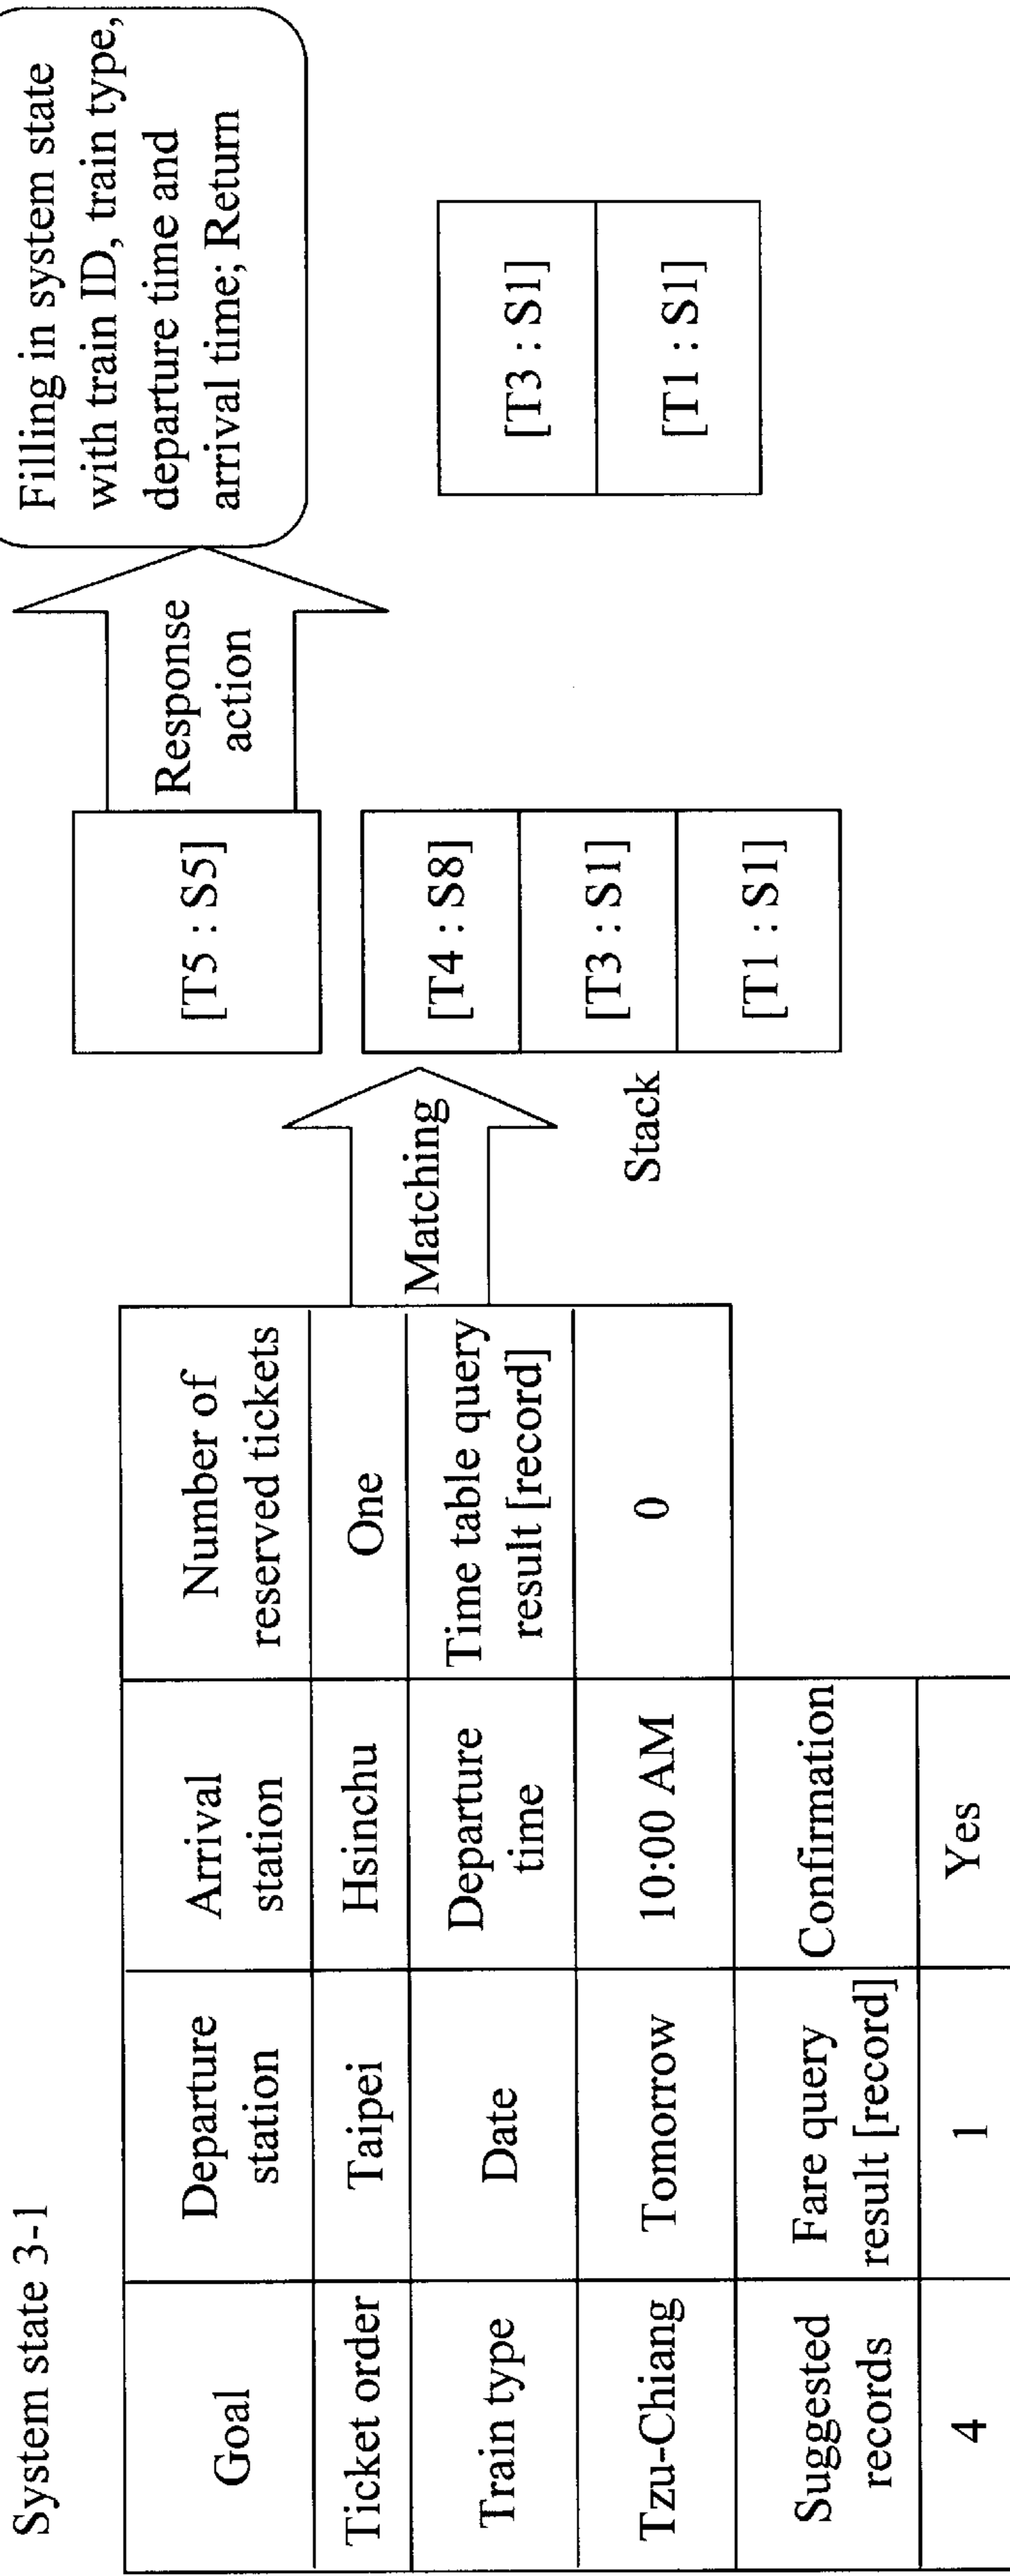 System state 3-1
Goal
Departure
station
Arrival
station
Number of
reserved tickets
Ticket order
Taipei
Hsinchu
One
Train type
Date
Departure
time
Time table query
result [record]
Tzu-Chiang
Tomorrow
10:00 AM
0
Suggested
records
Fare query
result [record]
Confirmation
4
1
Yes
Matching
Stack
[T5 : S5]
[T4 : S8]
[T3 : S1]
[T1 : S1]
Response
action
Filling in system state
with train ID, train type,
departure time and
arrival time; Return
[T3 : S1]
[T1 : S1]